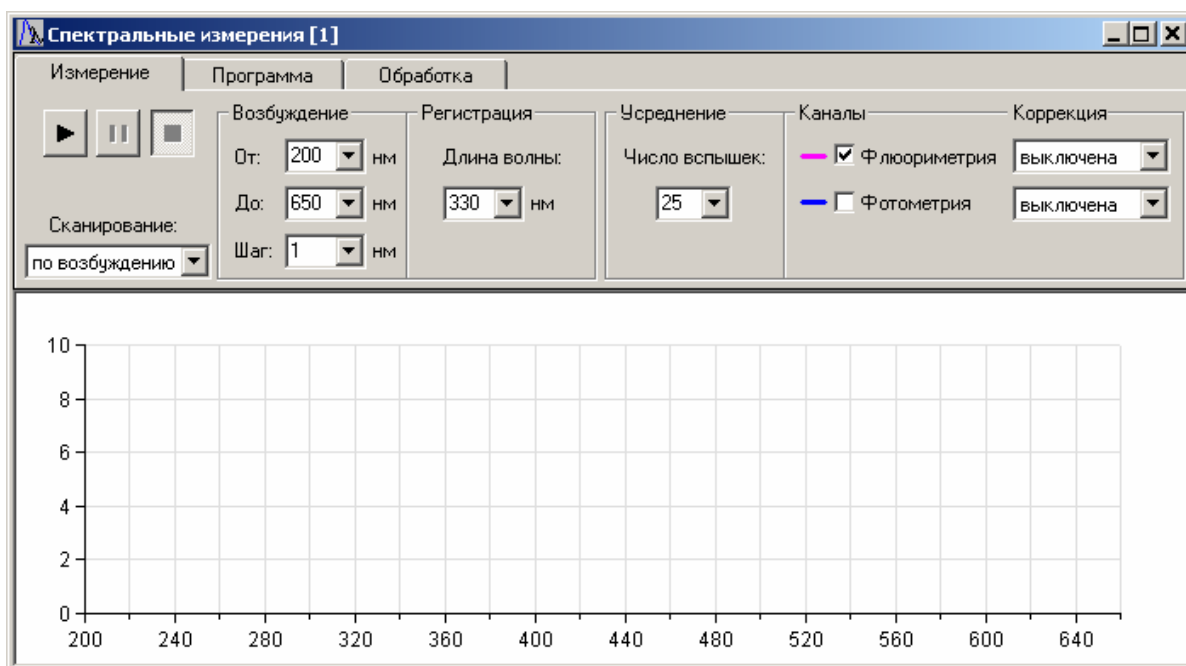 Спектральные измерения [1]
Измерение Программа Обработка
Возбуждение Регистрация Усреднение Каналы Коррекция
От: 200 нм Длина волны: Число вспышек: Флюориметрия выключена
До: 650 нм 330 нм 25 Фотометрия выключена
Сканирование:
по возбуждению Шаг: 1 нм
10
8
6
4
2
0
200 240 280 320 360 400 440 480 520 560 600 640